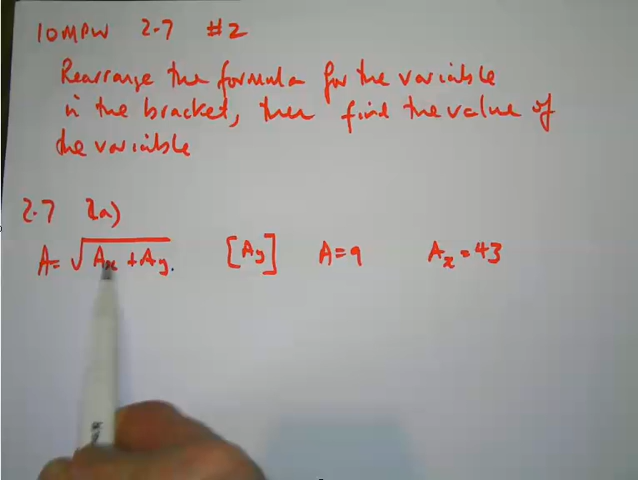 10MPW 2.7 #2
Rearrange the formula for the variable
in the bracket, then find the value of
the variable
2.7 2a)
A = √Ax + Ay. [Ay] A = 9 Ax = 43